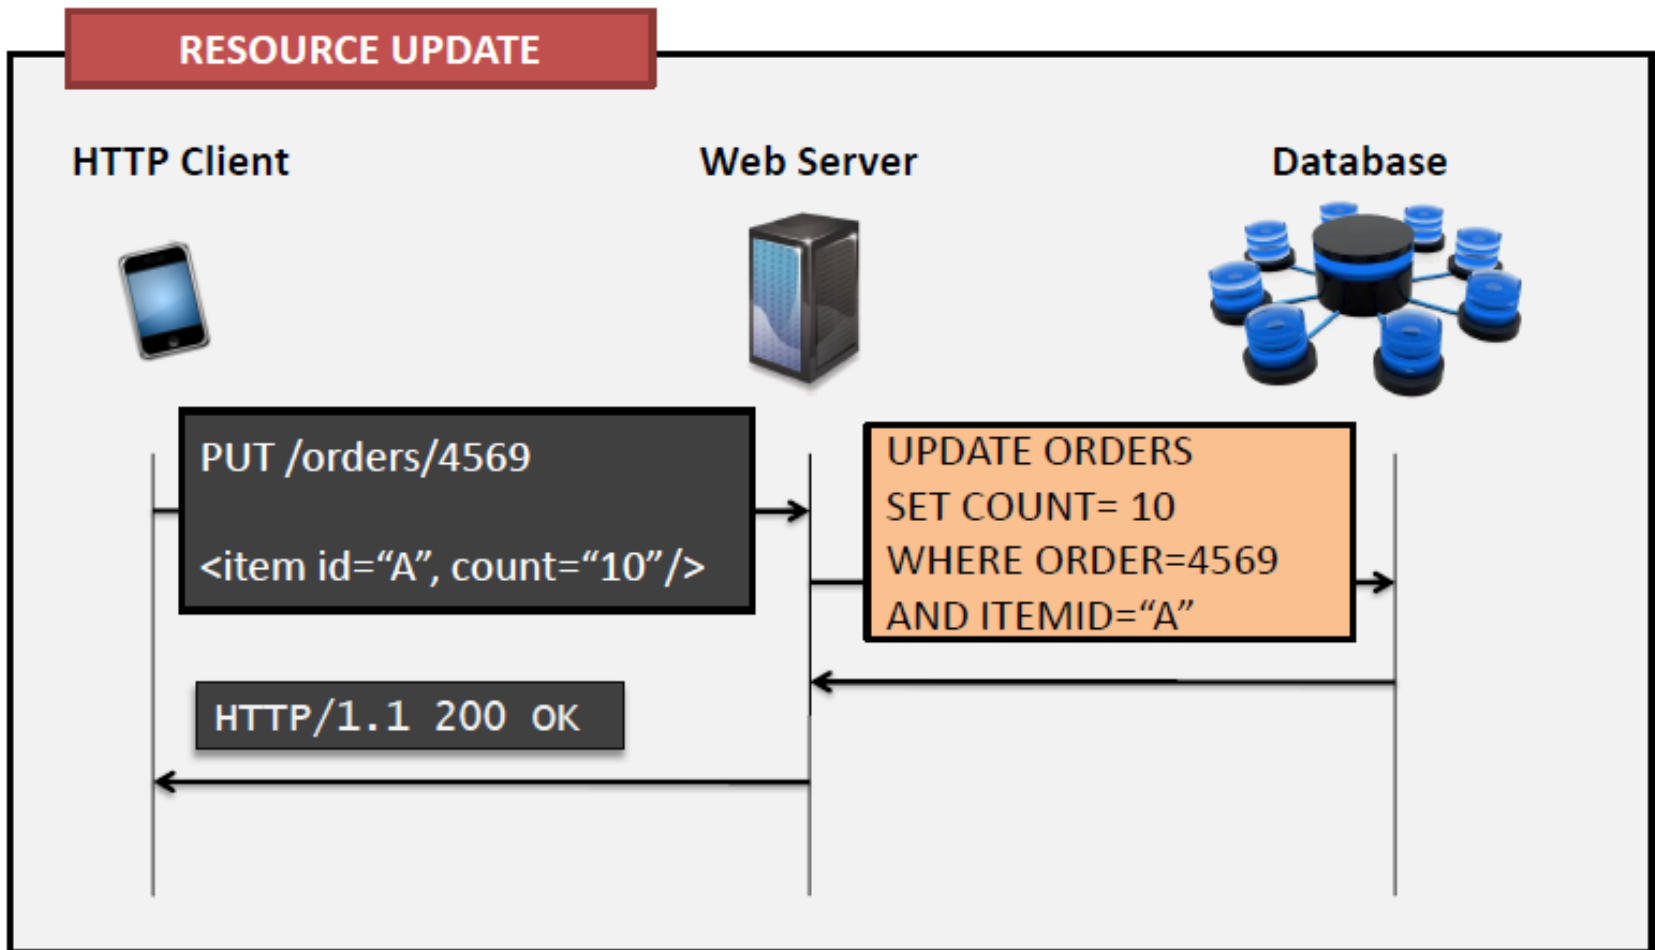 RESOURCE UPDATE
HTTP Client
Web Server
Database
PUT /orders/4569
<item id=“A”, count=“10”/>
UPDATE ORDERS
SET COUNT= 10
WHERE ORDER=4569
AND ITEMID=“A”
HTTP/1.1 200 OK